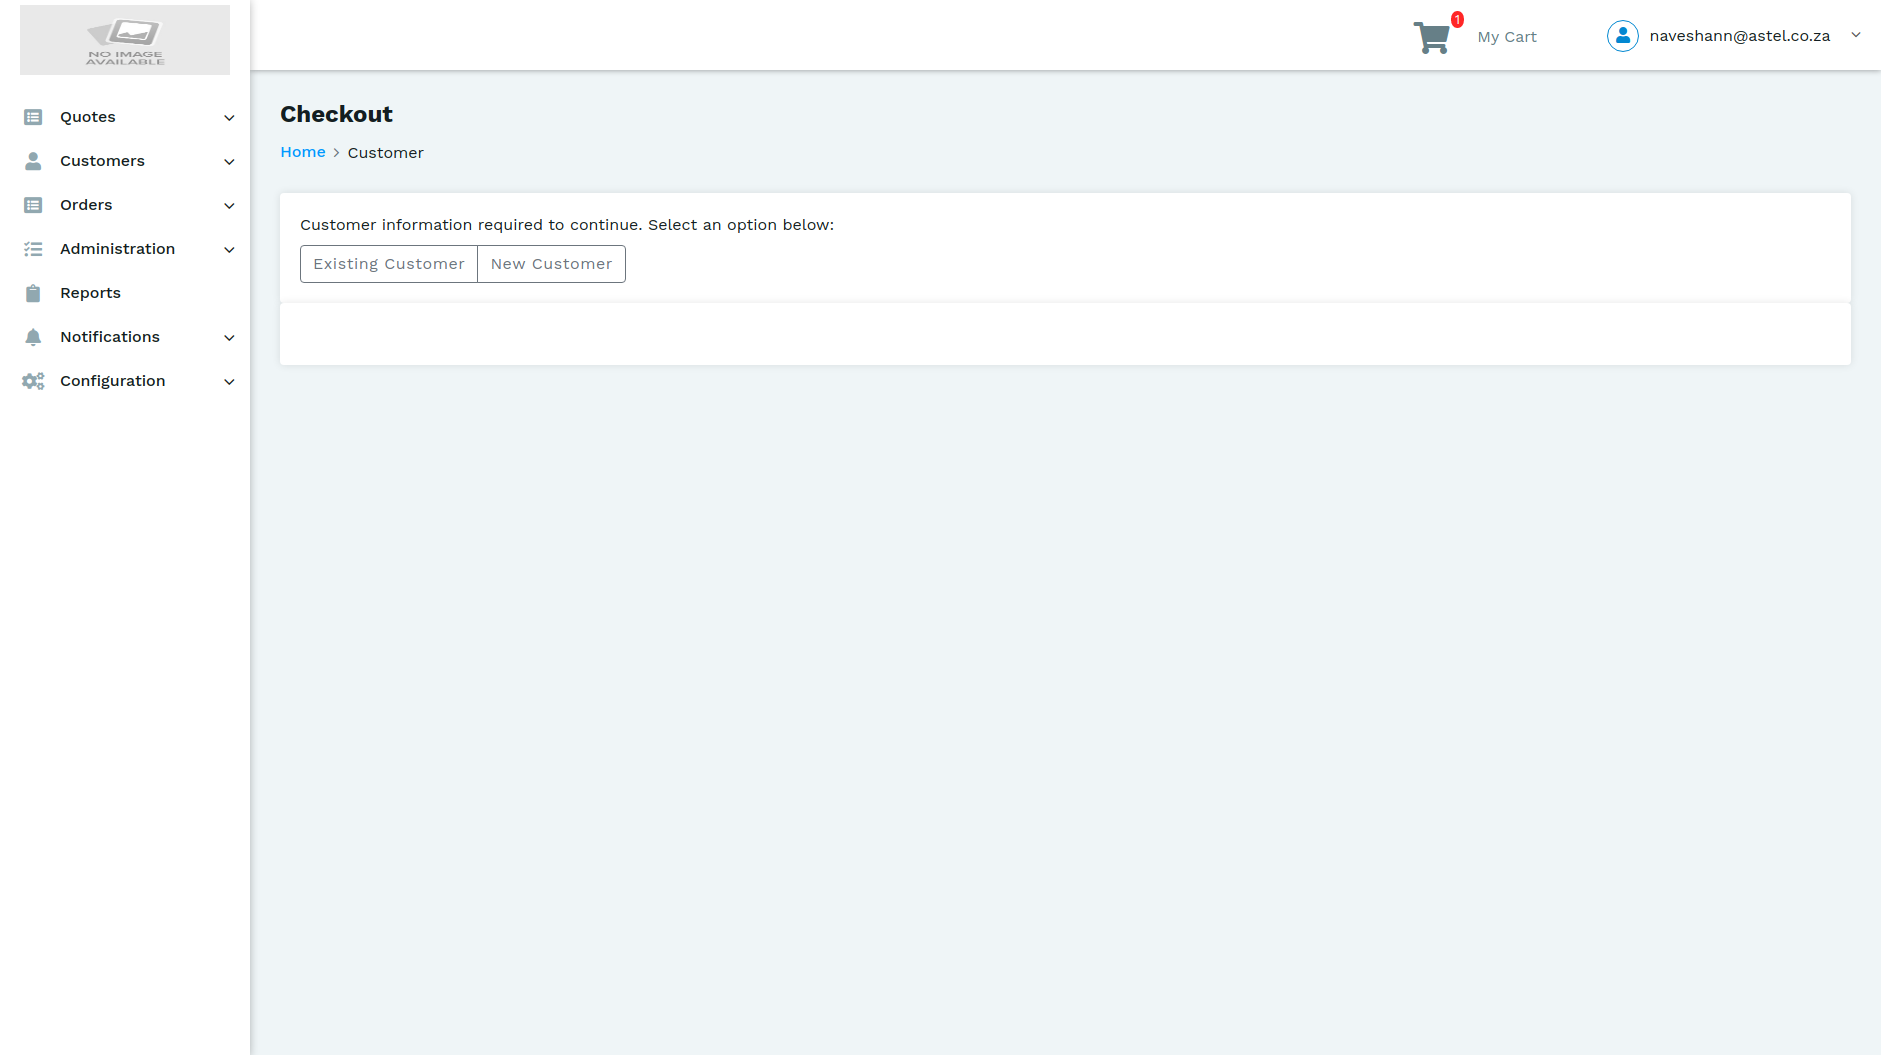 NO IMAGE
AVAILABLE
1
My Cart
naveshann@astel.co.za
Quotes
Customers
Orders
Administration
Reports
Notifications
Configuration
Checkout
Home > Customer
Customer information required to continue. Select an option below:
Existing Customer New Customer